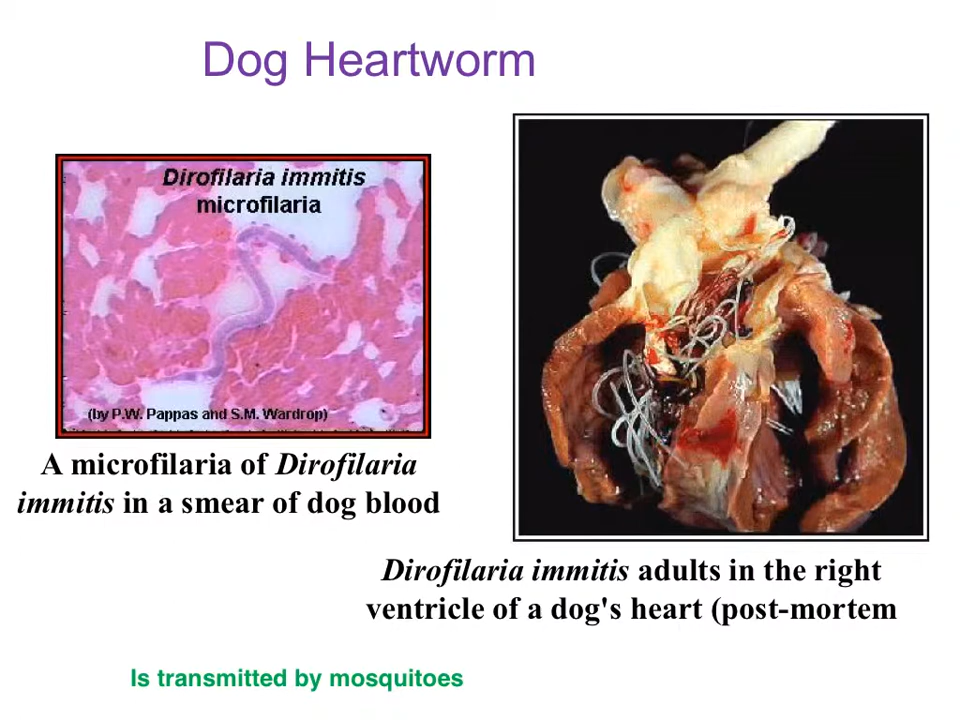 Dog Heartworm
Dirofilaria immitis
microfilaria
(by P.W. Pappas and S.M. Wardrop)
A microfilaria of Dirofilaria
immitis in a smear of dog blood
Dirofilaria immitis adults in the right
ventricle of a dog's heart (post-mortem
Is transmitted by mosquitoes